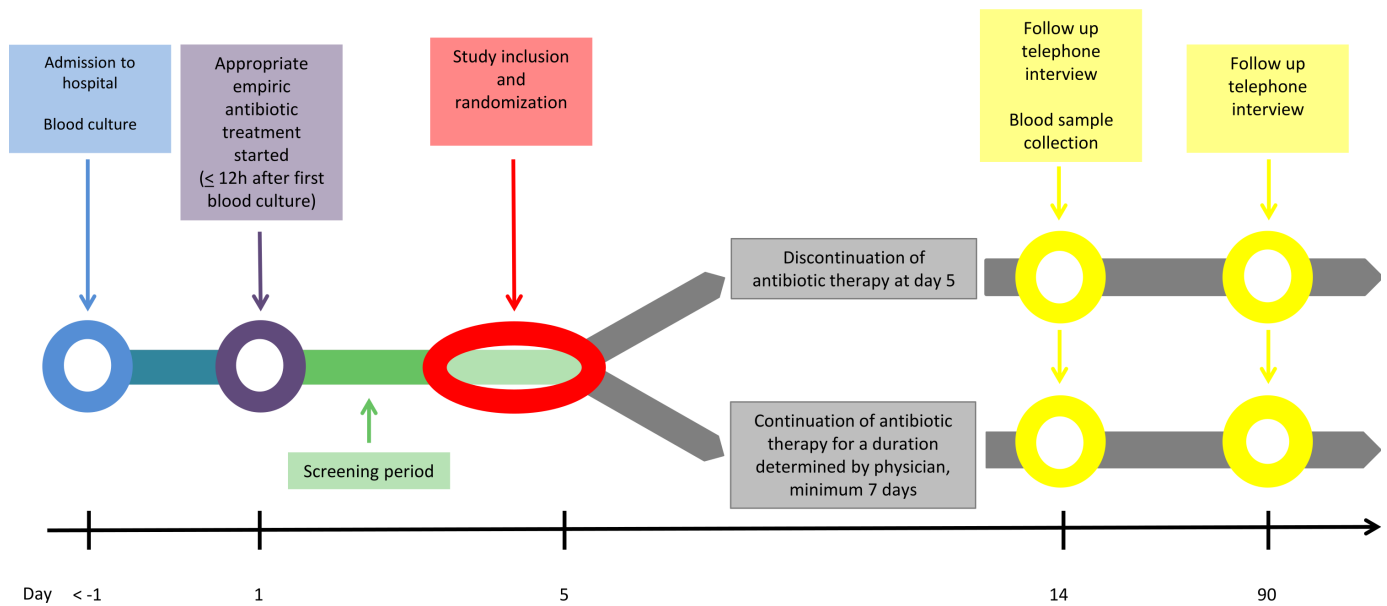 Admission to
hospital
Blood culture
Appropriate
empiric
antibiotic
treatment
started
(≤ 12h after first
blood culture)
Study inclusion
and
randomization
Follow up
telephone
interview
Blood sample
collection
Follow up
telephone
interview
Screening period
Discontinuation of
antibiotic therapy at day 5
Continuation of antibiotic
therapy for a duration
determined by physician,
minimum 7 days
Day < -1 1 5 14 90